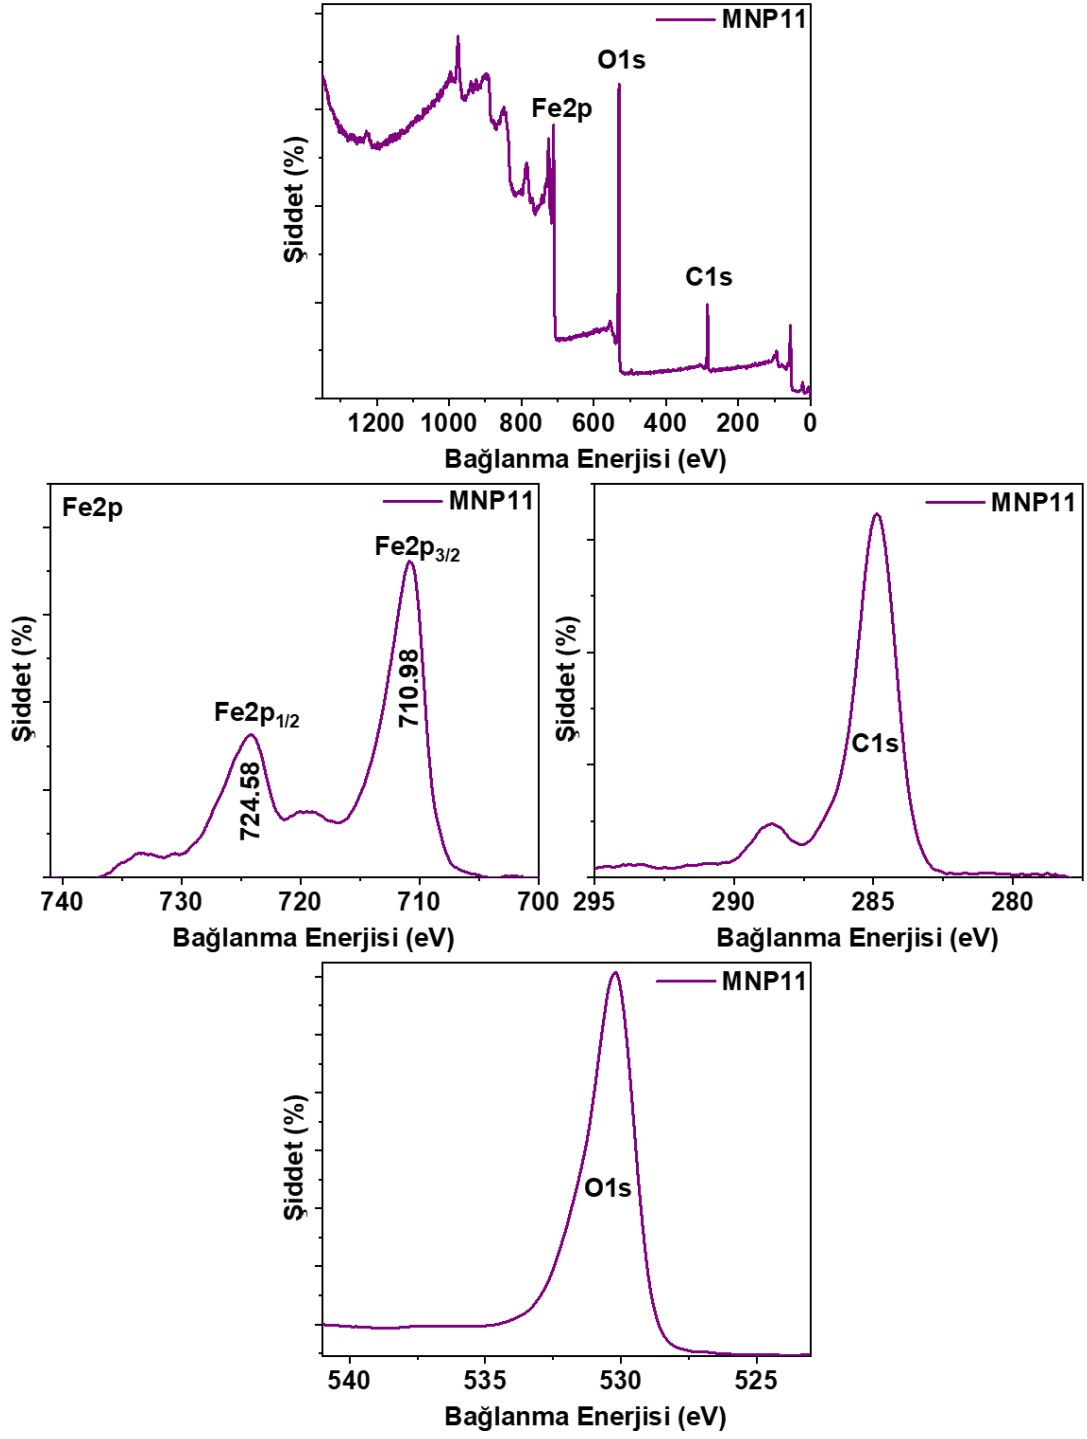 MNP11
O1s
Fe2p
C1s
Şiddet (%)
1200 1000 800 600 400 200 0
Bağlanma Enerjisi (eV)
Fe2p
MNP11
Fe2p3/2
710.98
Fe2p1/2
724.58
Şiddet (%)
740 730 720 710 700
Bağlanma Enerjisi (eV)
MNP11
C1s
Şiddet (%)
295 290 285 280
Bağlanma Enerjisi (eV)
MNP11
O1s
Şiddet (%)
540 535 530 525
Bağlanma Enerjisi (eV)